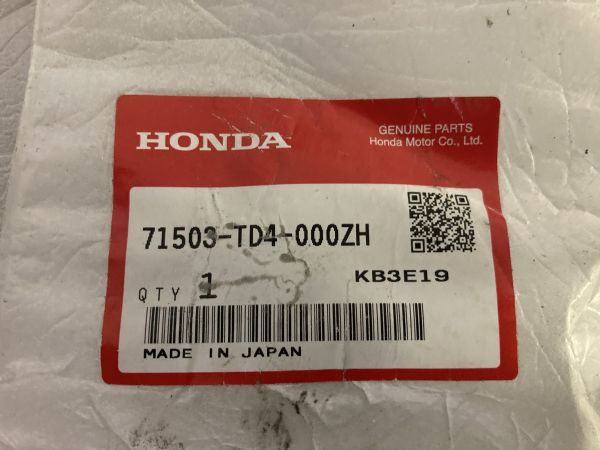 HONDA
GENUINE PARTS
Honda Motor Co., Ltd.
71503-TD4-000ZH
KB3E19
QTY 1
MADE IN JAPAN